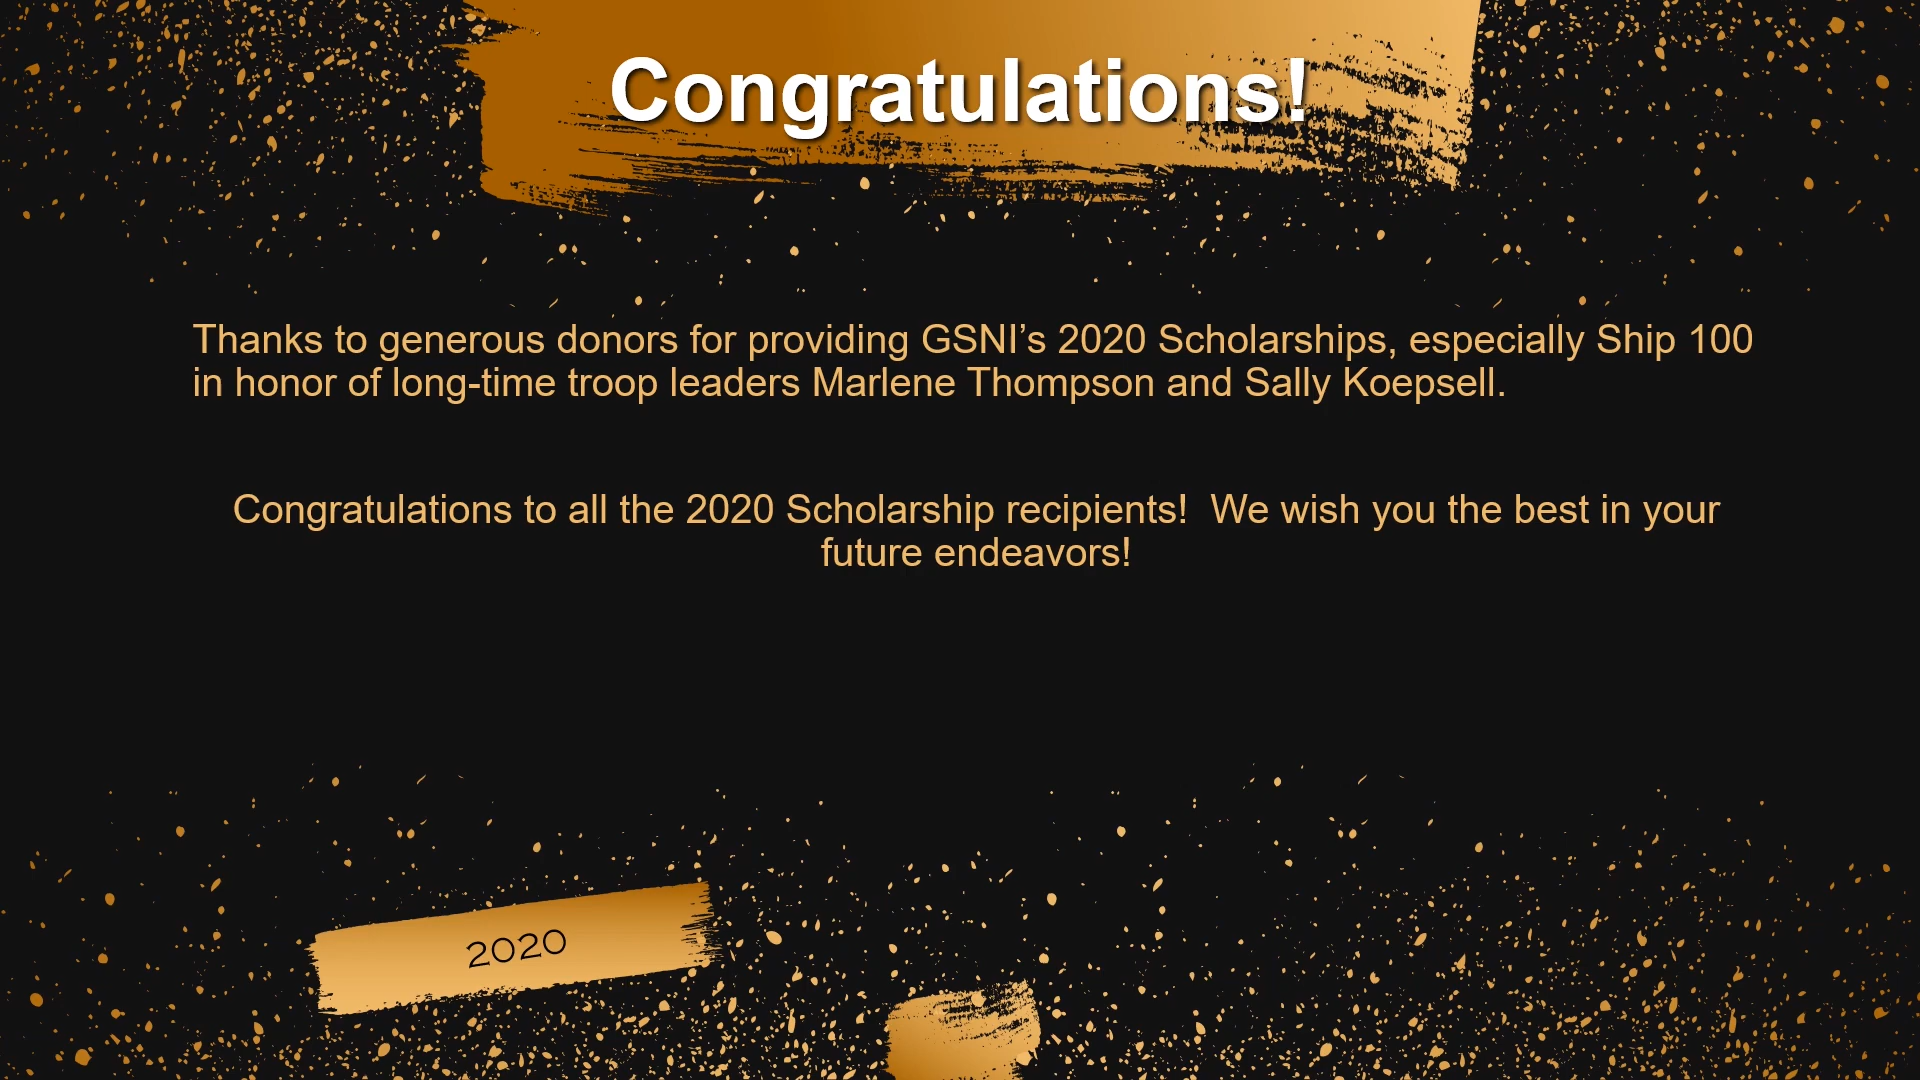 Congratulations!
Thanks to generous donors for providing GSNI’s 2020 Scholarships, especially Ship 100
in honor of long-time troop leaders Marlene Thompson and Sally Koepsell.
Congratulations to all the 2020 Scholarship recipients!  We wish you the best in your
future endeavors!
2020